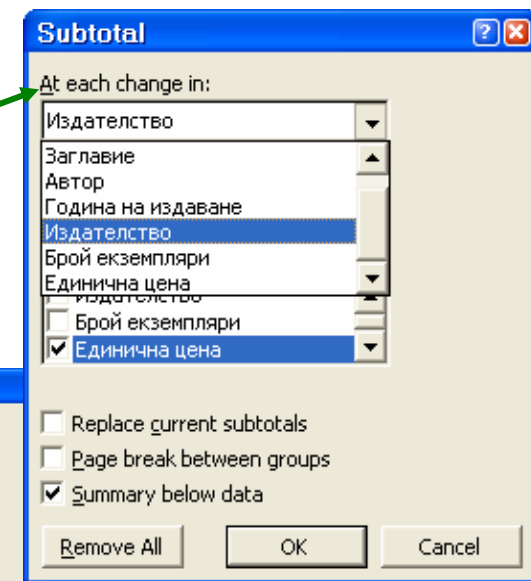 Subtotal
At each change in:
Издателство
Заглавие
Автор
Година на издаване
Издателство
Брой екземпляри
Единична цена
Издателство
Брой екземпляри
Единична цена
Replace current subtotals
Page break between groups
Summary below data
Remove All OK Cancel